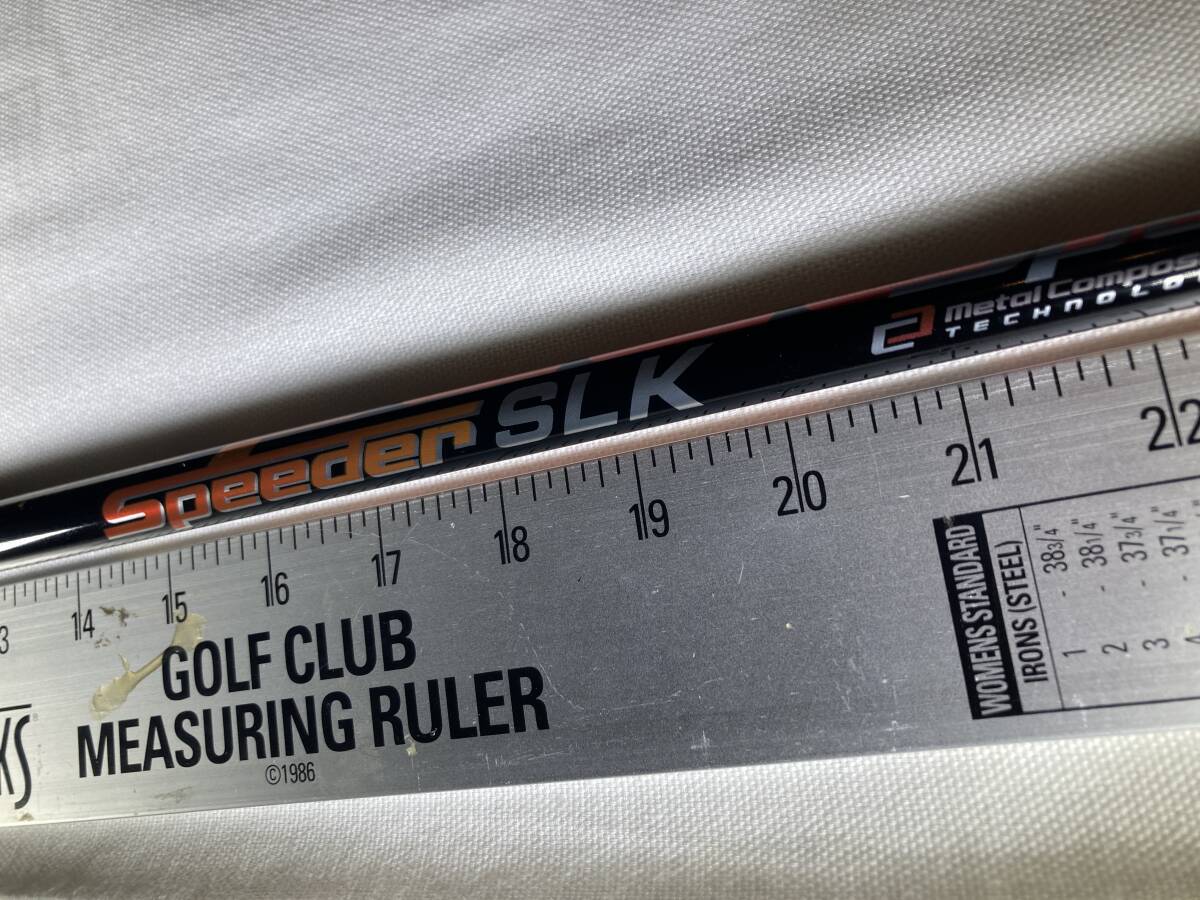 Speeder SLK
Metal Compos
TECHNOLO
14 15 16 17 18 19 20 21 22
GOLF CLUB
MEASURING RULER
©1986
KS
WOMENS STANDARD
IRONS (STEEL)
1 - 38 3/4"
2 - 38 1/4"
3 - 37 3/4"
4 - 37 1/4"